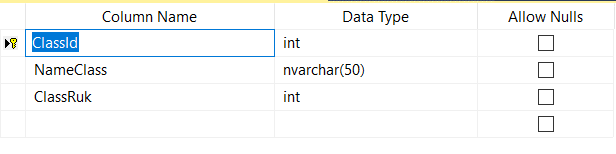 Column Name Data Type Allow Nulls
ClassId int
NameClass nvarchar(50)
ClassRuk int